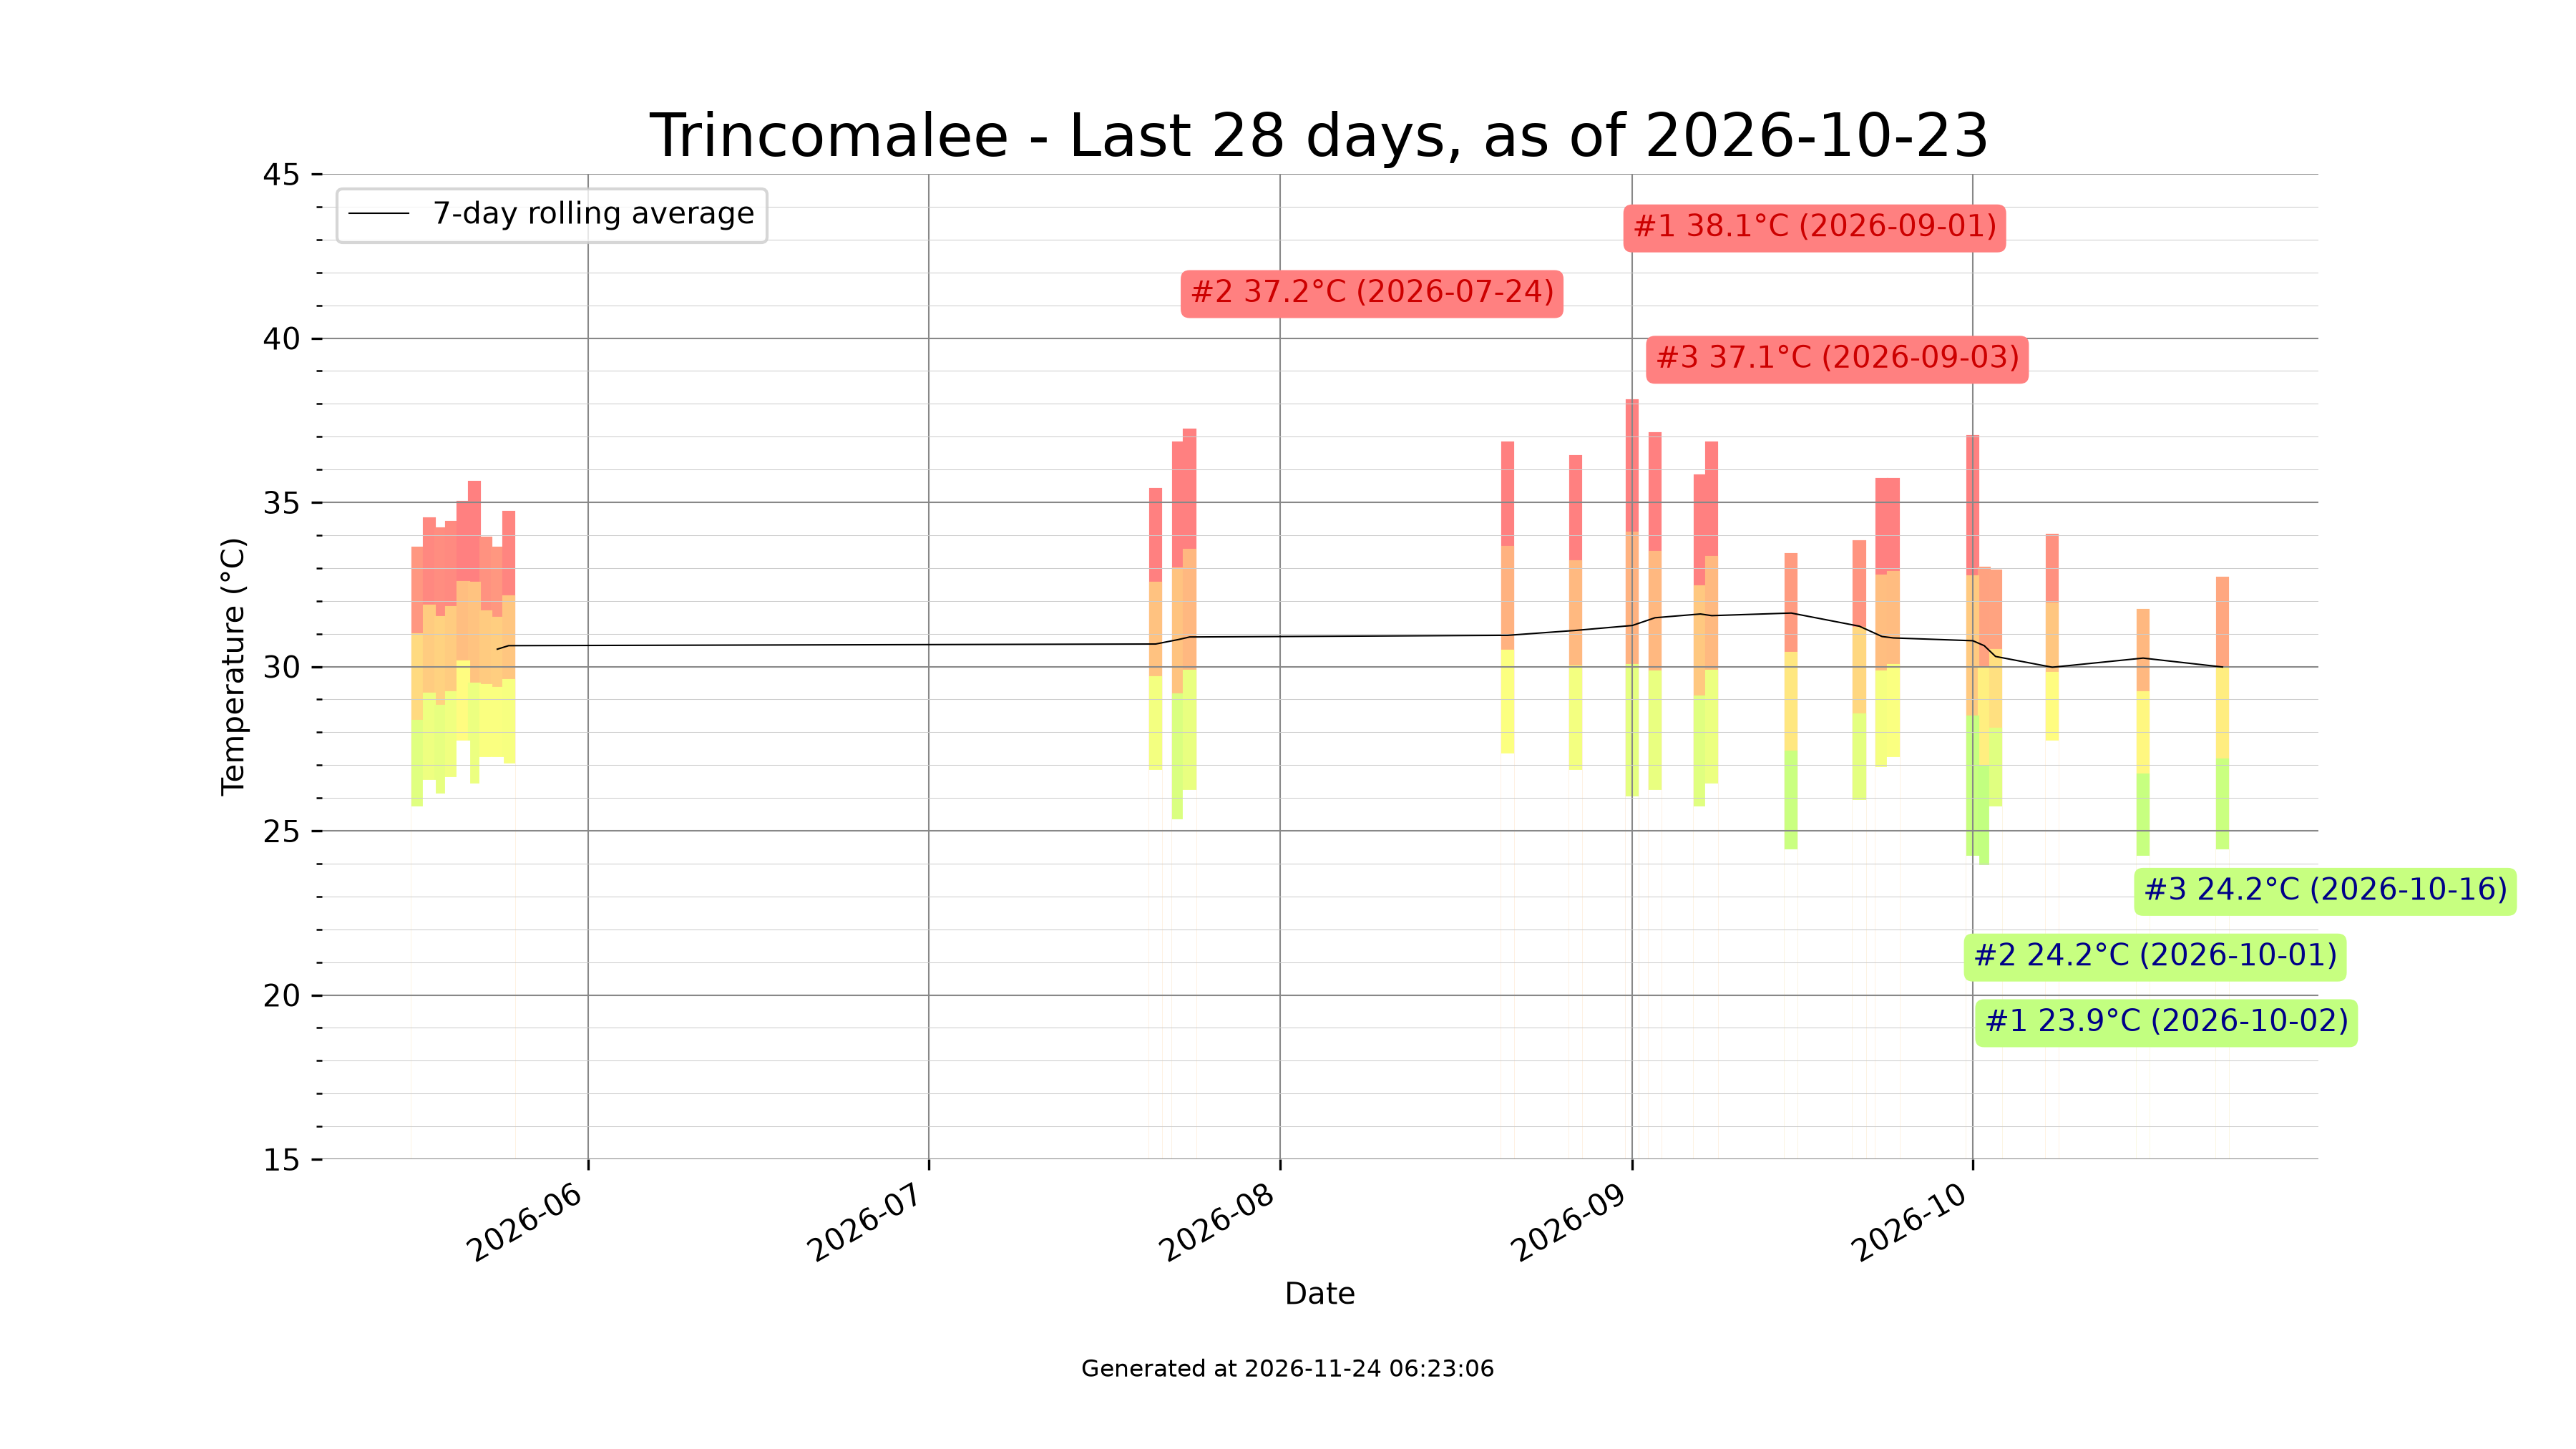 Trincomalee - Last 28 days, as of 2026-10-23
45
7-day rolling average
#1 38.1°C (2026-09-01)
#2 37.2°C (2026-07-24)
40
#3 37.1°C (2026-09-03)
35
30
Temperature (°C)
25
#3 24.2°C (2026-10-16)
#2 24.2°C (2026-10-01)
20
#1 23.9°C (2026-10-02)
15
2026-06
2026-07
2026-08
2026-09
2026-10
Date
Generated at 2026-11-24 06:23:06